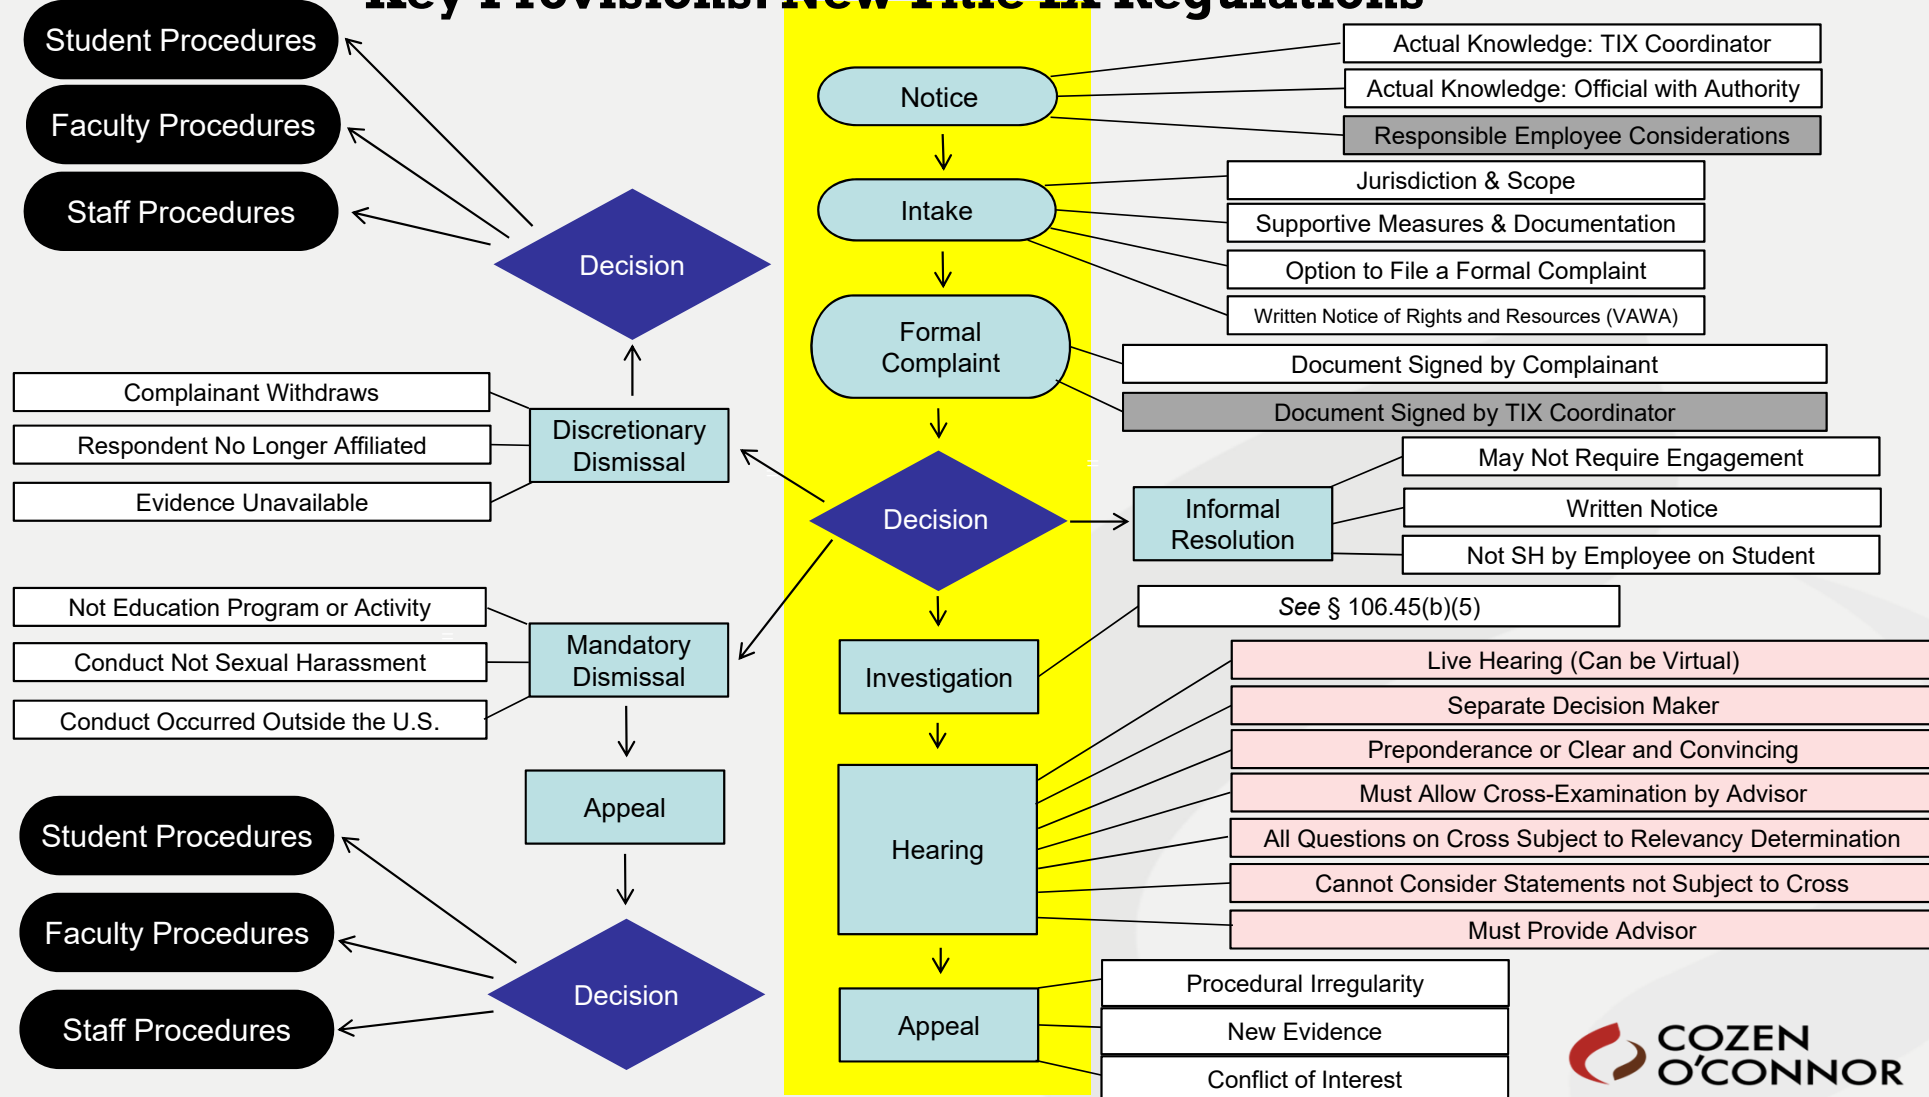 Key Provisions: New Title IX Regulations
Student Procedures
Faculty Procedures
Staff Procedures
Decision
Complainant Withdraws
Respondent No Longer Affiliated
Evidence Unavailable
Discretionary
Dismissal
Not Education Program or Activity
Conduct Not Sexual Harassment
Conduct Occurred Outside the U.S.
Mandatory
Dismissal
Appeal
Student Procedures
Faculty Procedures
Staff Procedures
Decision
Notice
Actual Knowledge: TIX Coordinator
Actual Knowledge: Official with Authority
Responsible Employee Considerations
Intake
Jurisdiction & Scope
Supportive Measures & Documentation
Option to File a Formal Complaint
Written Notice of Rights and Resources (VAWA)
Formal
Complaint
Document Signed by Complainant
Document Signed by TIX Coordinator
Decision
Informal
Resolution
May Not Require Engagement
Written Notice
Not SH by Employee on Student
Investigation
See § 106.45(b)(5)
Hearing
Live Hearing (Can be Virtual)
Separate Decision Maker
Preponderance or Clear and Convincing
Must Allow Cross-Examination by Advisor
All Questions on Cross Subject to Relevancy Determination
Cannot Consider Statements not Subject to Cross
Must Provide Advisor
Appeal
Procedural Irregularity
New Evidence
Conflict of Interest
COZEN
O'CONNOR